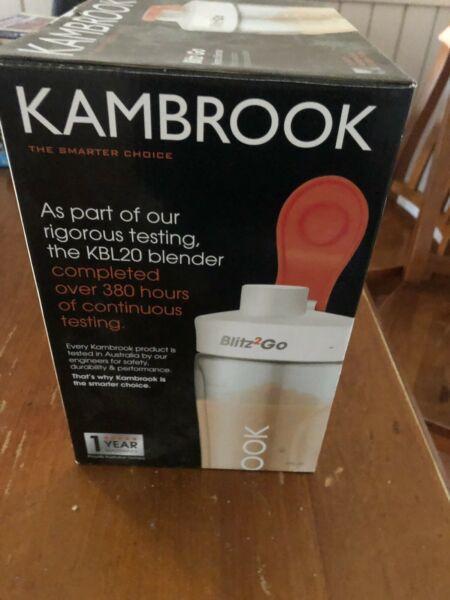 KAMBROOK
Blitz2Go
KAMBROOK
THE SMARTER CHOICE
As part of our
rigorous testing,
the KBL20 blender
completed
over 380 hours
of continuous
testing.
Every Kambrook product is
tested in Australia by our
engineers for safety,
durability & performance.
That's why Kambrook is
the smarter choice.
Blitz2Go
OOK
1 YEAR